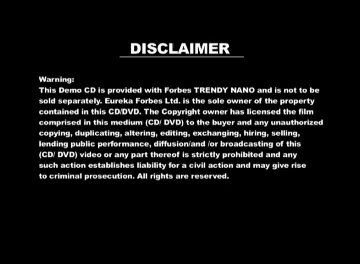 DISCLAIMER
Warning:
This Demo CD is provided with Forbes TRENDY NANO and is not to be
sold separately. Eureka Forbes Ltd. is the sole owner of the property
contained in this CD/DVD. The Copyright owner has licensed the film
comprised in this medium (CD/ DVD) to the buyer and any unauthorized
copying, duplicating, altering, editing, exchanging, hiring, selling,
lending public performance, diffusion/and /or broadcasting of this
(CD/ DVD) video or any part thereof is strictly prohibited and any
such action establishes liability for a civil action and may give rise
to criminal prosecution. All rights are reserved.